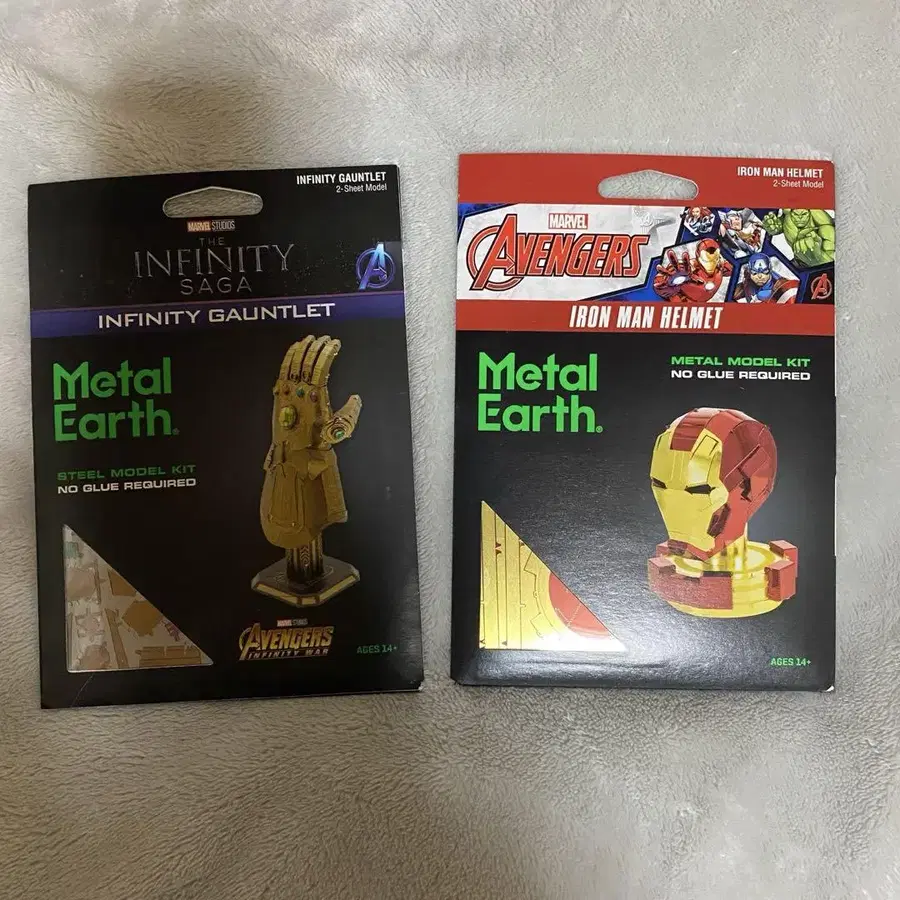 INFINITY GAUNTLET
2-Sheet Model
MARVEL STUDIOS
THE
INFINITY
SAGA
INFINITY GAUNTLET
Metal
Earth®
STEEL MODEL KIT
NO GLUE REQUIRED
MARVEL STUDIOS
AVENGERS
INFINITY WAR
AGES 14+
IRON MAN HELMET
2-Sheet Model
MARVEL
AVENGERS
IRON MAN HELMET
Metal
Earth®
METAL MODEL KIT
NO GLUE REQUIRED
AGES 14+